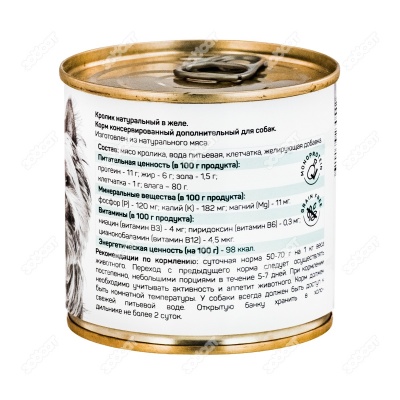 Кролик натуральный в желе.
Корм консервированный дополнительный для собак.
Изготовлен из натурального мяса.
Состав: мясо кролика, вода питьевая, клетчатка, желирующая добавка.
Питательная ценность (в 100 г продукта):
протеин - 11 г; жир - 6 г; зола - 1,5 г;
клетчатка - 1 г; влага – 80 г.
Минеральные вещества (в 100 г продукта):
фосфор (P) - 120 мг; калий (K) - 182 мг; магний (Mg) - 11 мг.
Витамины (в 100 г продукта):
ниацин (витамин B3) - 4 мг; пиридоксин (витамин B6) - 0,3 мг
цианокобаламин (витамин B12) - 4,5 мкг.
Энергетическая ценность (на 100 г) - 98 ккал.
Рекомендации по кормлению: суточная норма 50-70 г на 1 кг веса
животного. Переход с предыдущего корма следует осуществлять
постепенно, небольшими порциями в течение 5-7 дней. При кормлении
необходимо учитывать активность и аппетит животного. Корм должен
быть комнатной температуры. У собаки всегда должен быть доступ к
свежей питьевой воде. Открытую банку хранить в холо-
дильнике не более 2 суток.